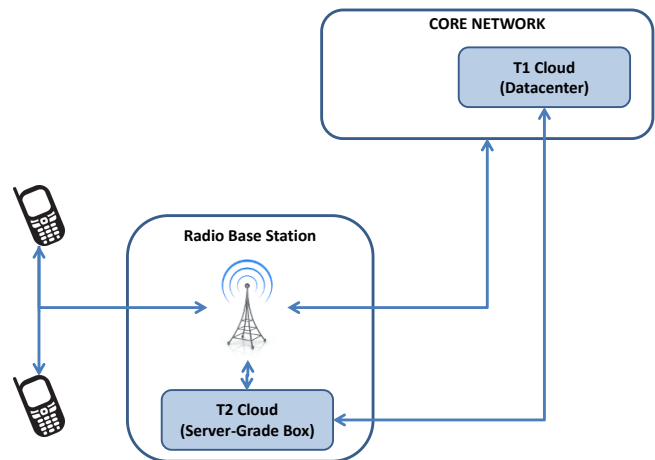 CORE NETWORK
T1 Cloud
(Datacenter)
Radio Base Station
T2 Cloud
(Server-Grade Box)